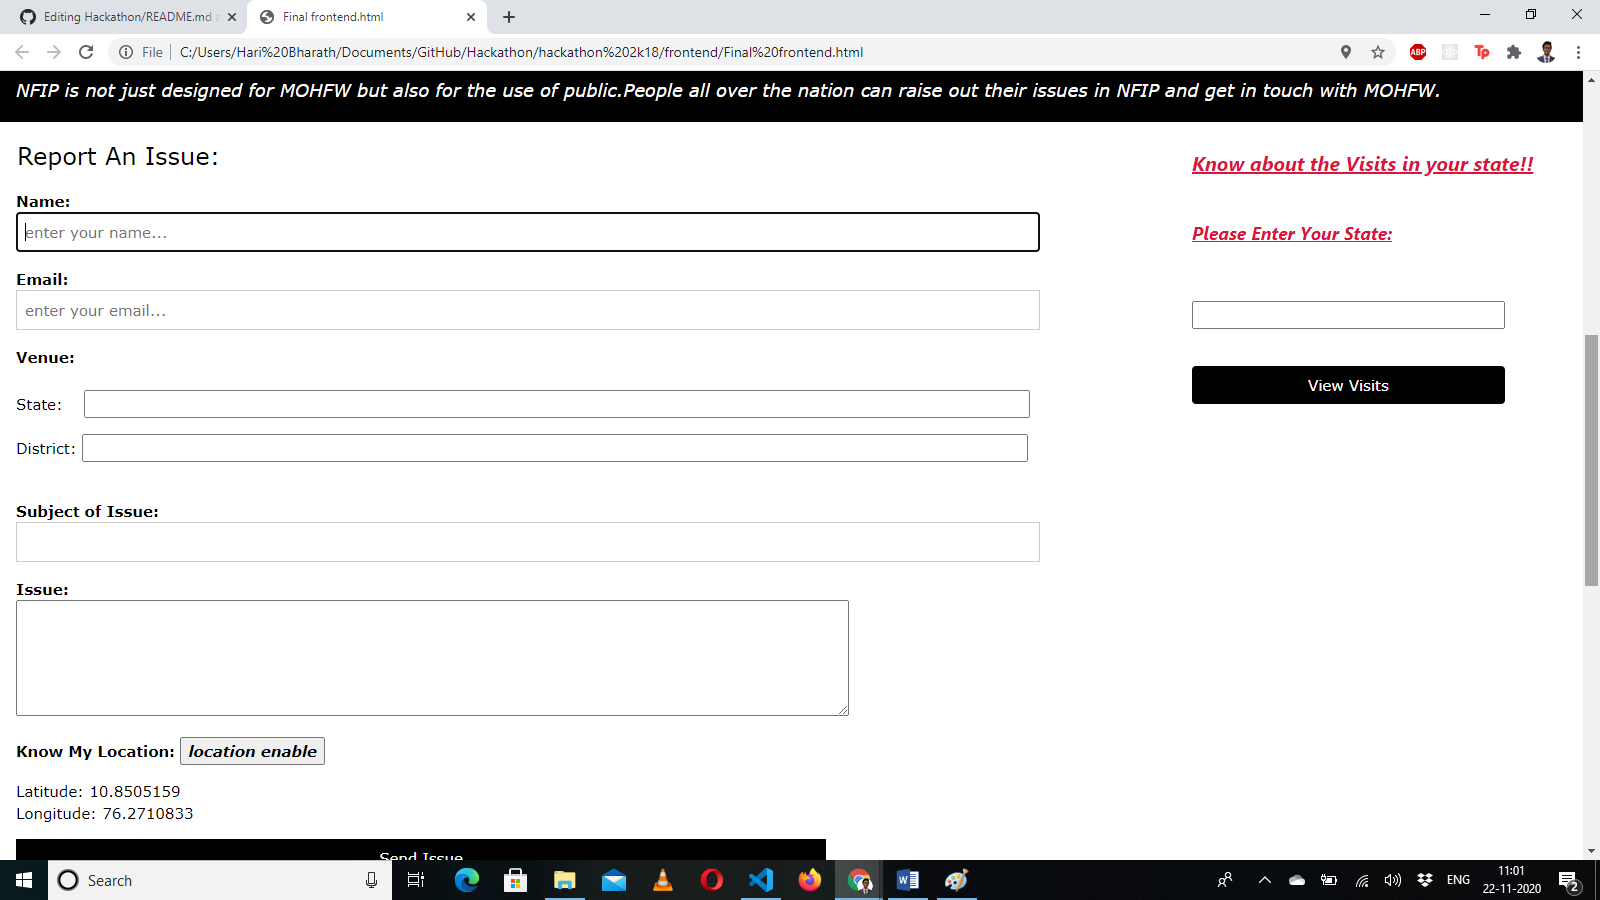 Editing Hackathon/README.md
Final frontend.html
File
C:/Users/Hari%20Bharath/Documents/GitHub/Hackathon/hackathon%202k18/frontend/Final%20frontend.html
ABP
Tp
NFIP is not just designed for MOHFW but also for the use of public.People all over the nation can raise out their issues in NFIP and get in touch with MOHFW.
Report An Issue:
Name:
enter your name...
Email:
enter your email...
Venue:
State:
District:
Subject of Issue:
Issue:
Know My Location: location enable
Latitude: 10.8505159
Longitude: 76.2710833
Send Issue
Know about the Visits in your state!!
Please Enter Your State:
View Visits
Search
W
ENG
11:01
22-11-2020
2